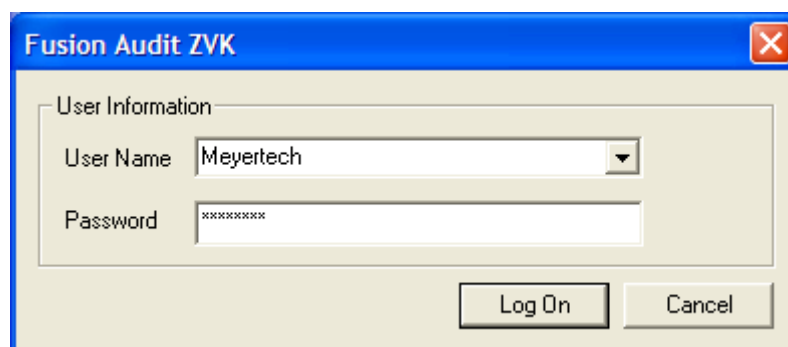 Fusion Audit ZVK
User Information
User Name Meyertech
Password ********
Log On Cancel